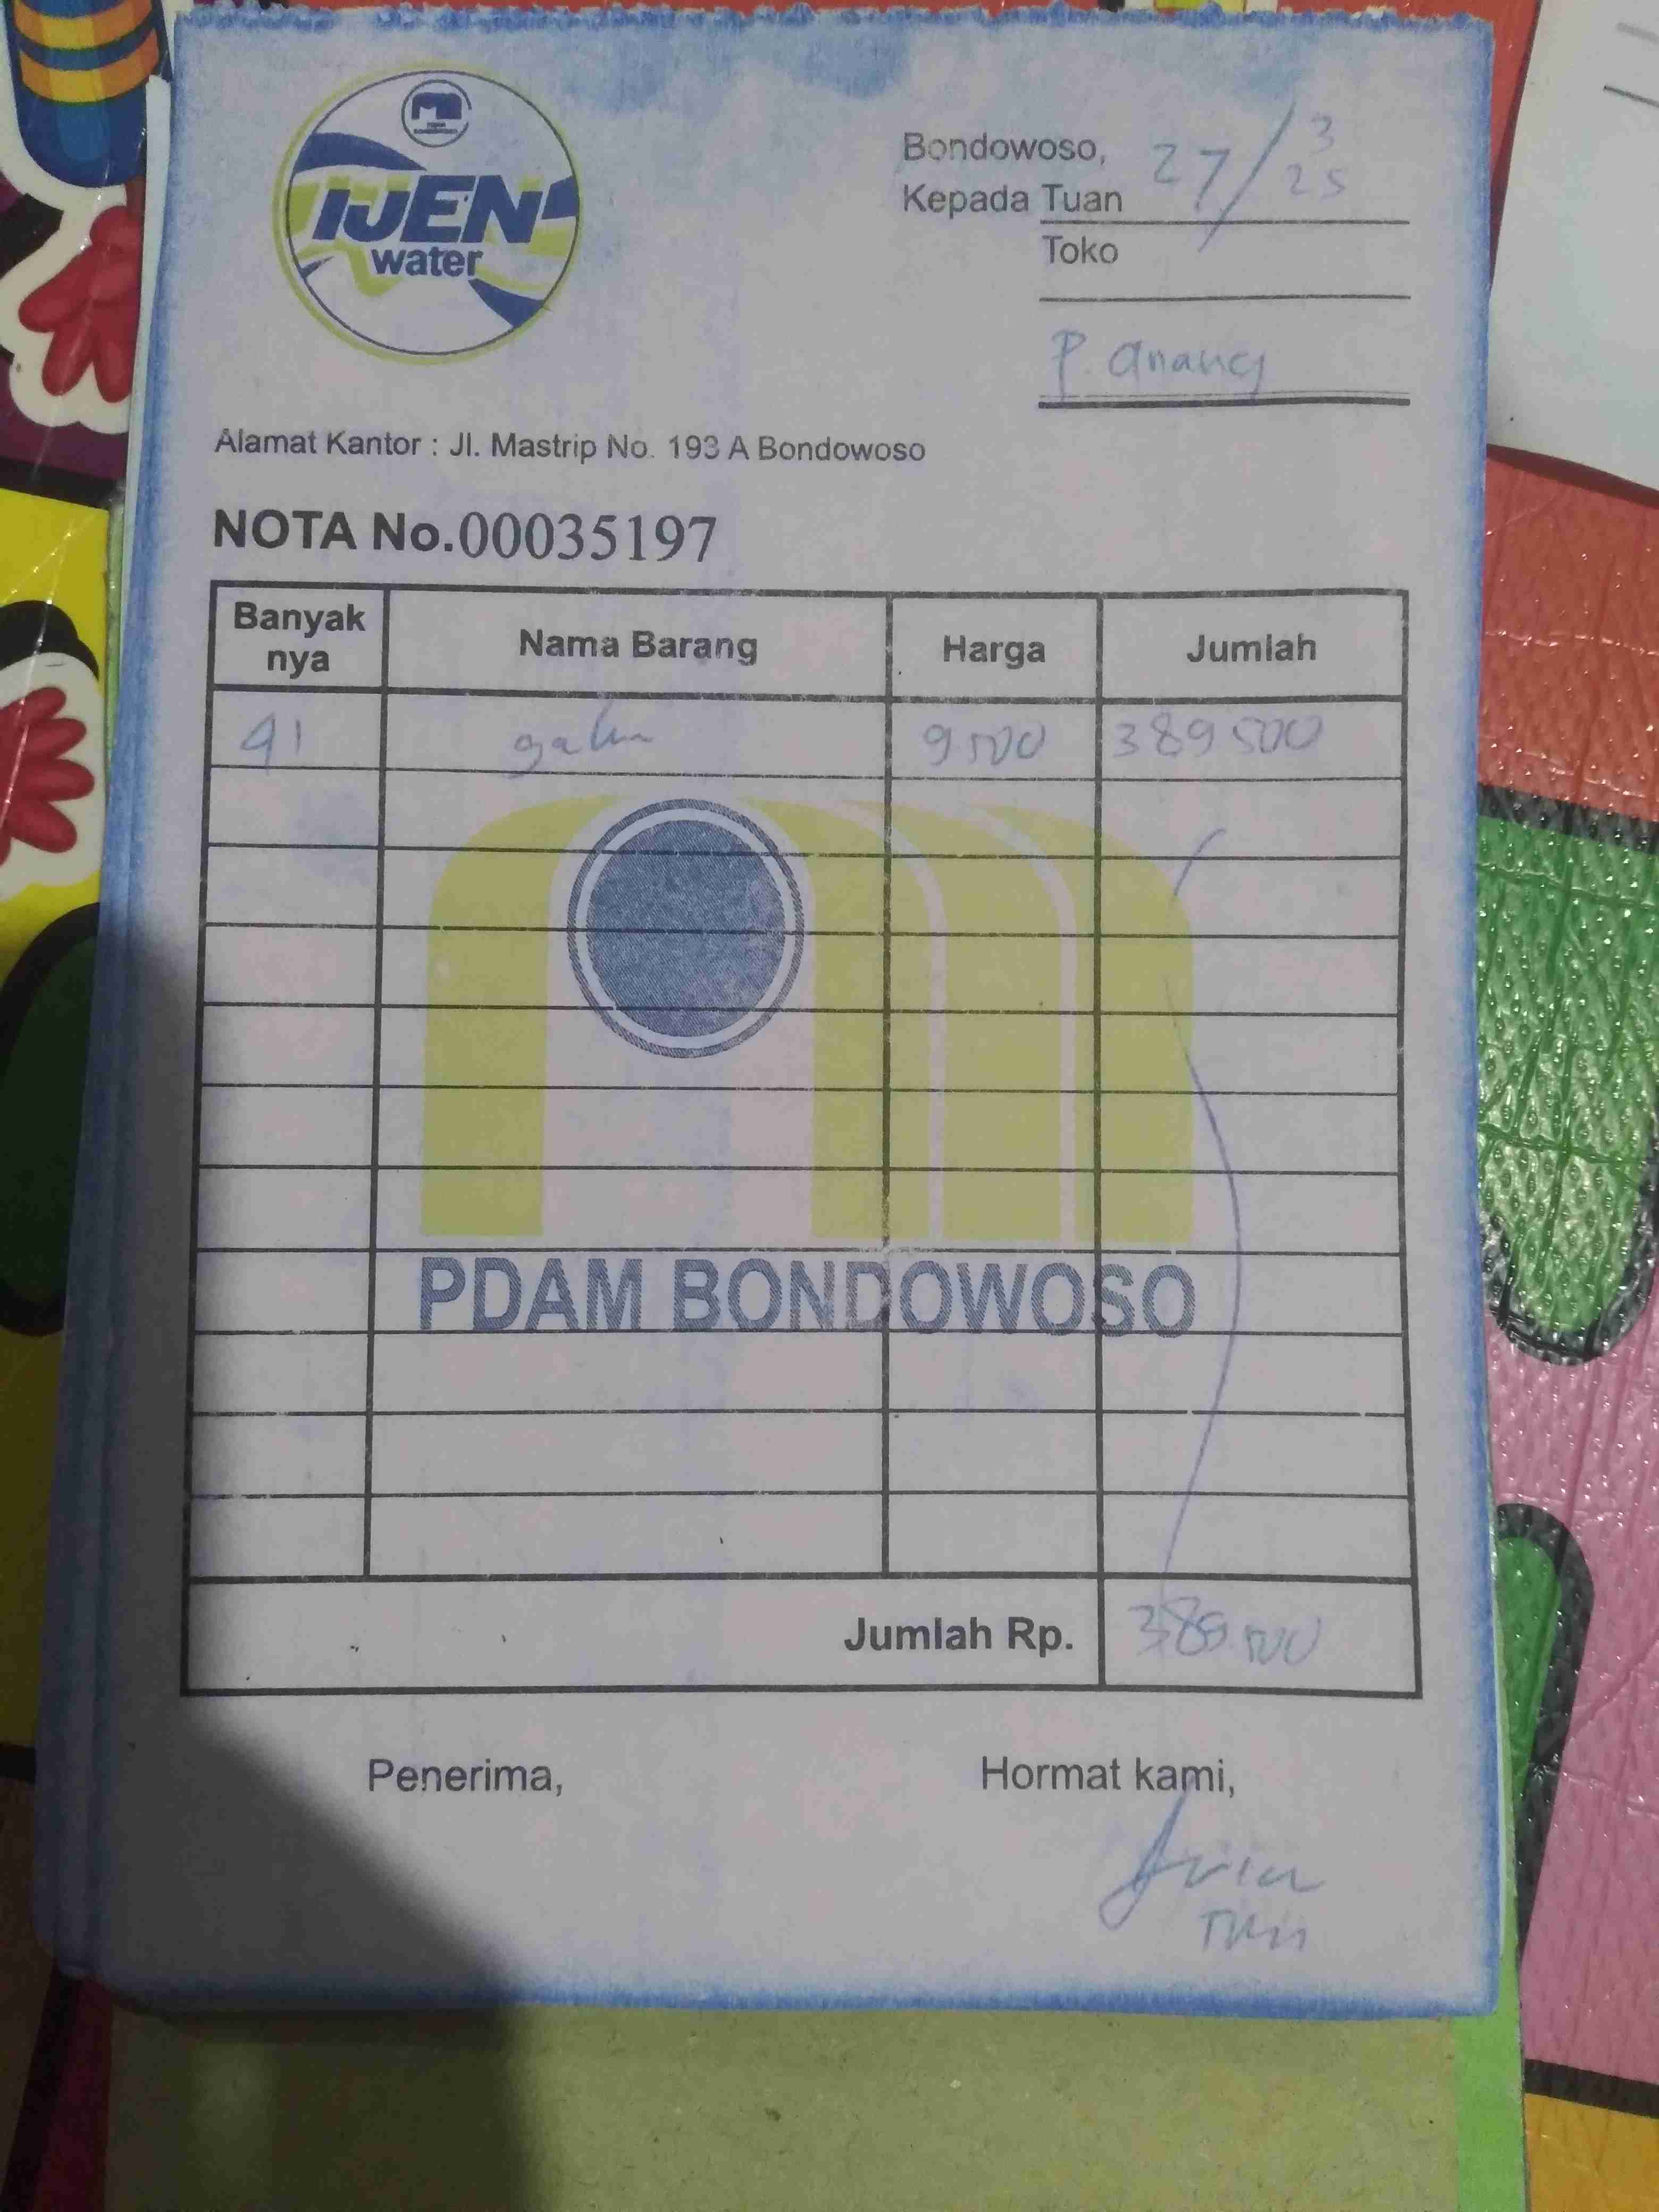 IJEN
water
Bondowoso, 27/3 25
Kepada Tuan
Toko
P. Anang
Alamat Kantor : Jl. Mastrip No. 193 A Bondowoso
NOTA No.00035197
Banyak nya Nama Barang Harga Jumlah
41 galon 9500 389500
PDAM BONDOWOSO
Jumlah Rp. 389.500
Penerima, Hormat kami,